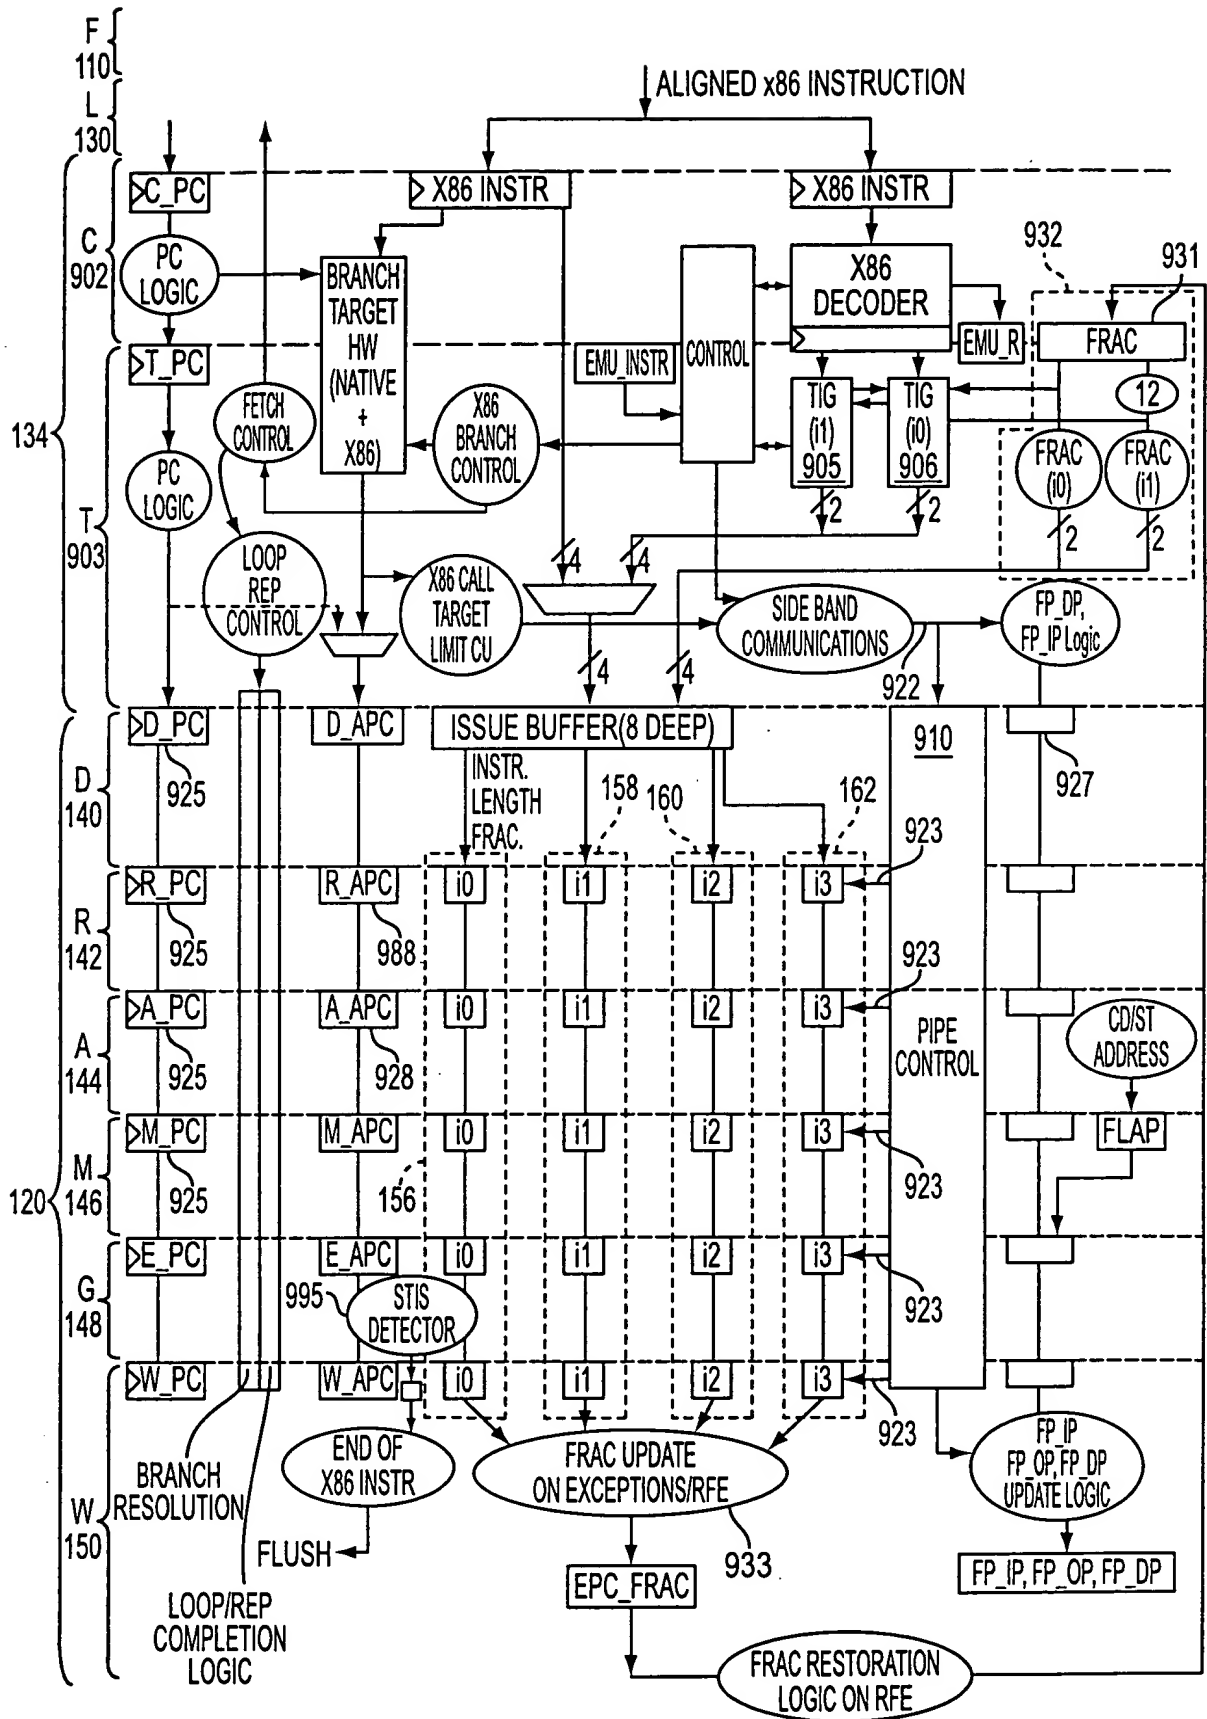 F
110
L
130
ALIGNED x86 INSTRUCTION
134
C
902
C_PC
X86 INSTR
X86 INSTR
PC
LOGIC
BRANCH
TARGET
HW
(NATIVE
+
X86)
CONTROL
X86
DECODER
932
931
T
903
T_PC
EMU_INSTR
EMU_R
FRAC
FETCH
CONTROL
X86
BRANCH
CONTROL
TIG
(i1)
905
TIG
(i0)
906
12
FRAC
(i0)
FRAC
(i1)
PC
LOGIC
2
2
2
2
LOOP
REP
CONTROL
X86 CALL
TARGET
LIMIT CU
4
4
SIDE BAND
COMMUNICATIONS
922
FP_DP,
FP_IP Logic
4
4
120
D
140
D_PC
925
D_APC
ISSUE BUFFER(8 DEEP)
910
927
INSTR.
LENGTH
FRAC.
158
160
162
923
R
142
R_PC
925
R_APC
988
i0
i1
i2
i3
923
A
144
A_PC
925
A_APC
928
i0
i1
i2
i3
PIPE
CONTROL
CD/ST
ADDRESS
M
146
M_PC
925
M_APC
156
i0
i1
i2
i3
923
FLAP
G
148
E_PC
E_APC
i0
i1
i2
i3
923
995
STIS
DETECTOR
W
150
W_PC
W_APC
i0
i1
i2
i3
923
BRANCH
RESOLUTION
END OF
X86 INSTR
FLUSH
FRAC UPDATE
ON EXCEPTIONS/RFE
933
FP_IP
FP_OP, FP_DP
UPDATE LOGIC
LOOP/REP
COMPLETION
LOGIC
EPC_FRAC
FP_IP, FP_OP, FP_DP
FRAC RESTORATION
LOGIC ON RFE